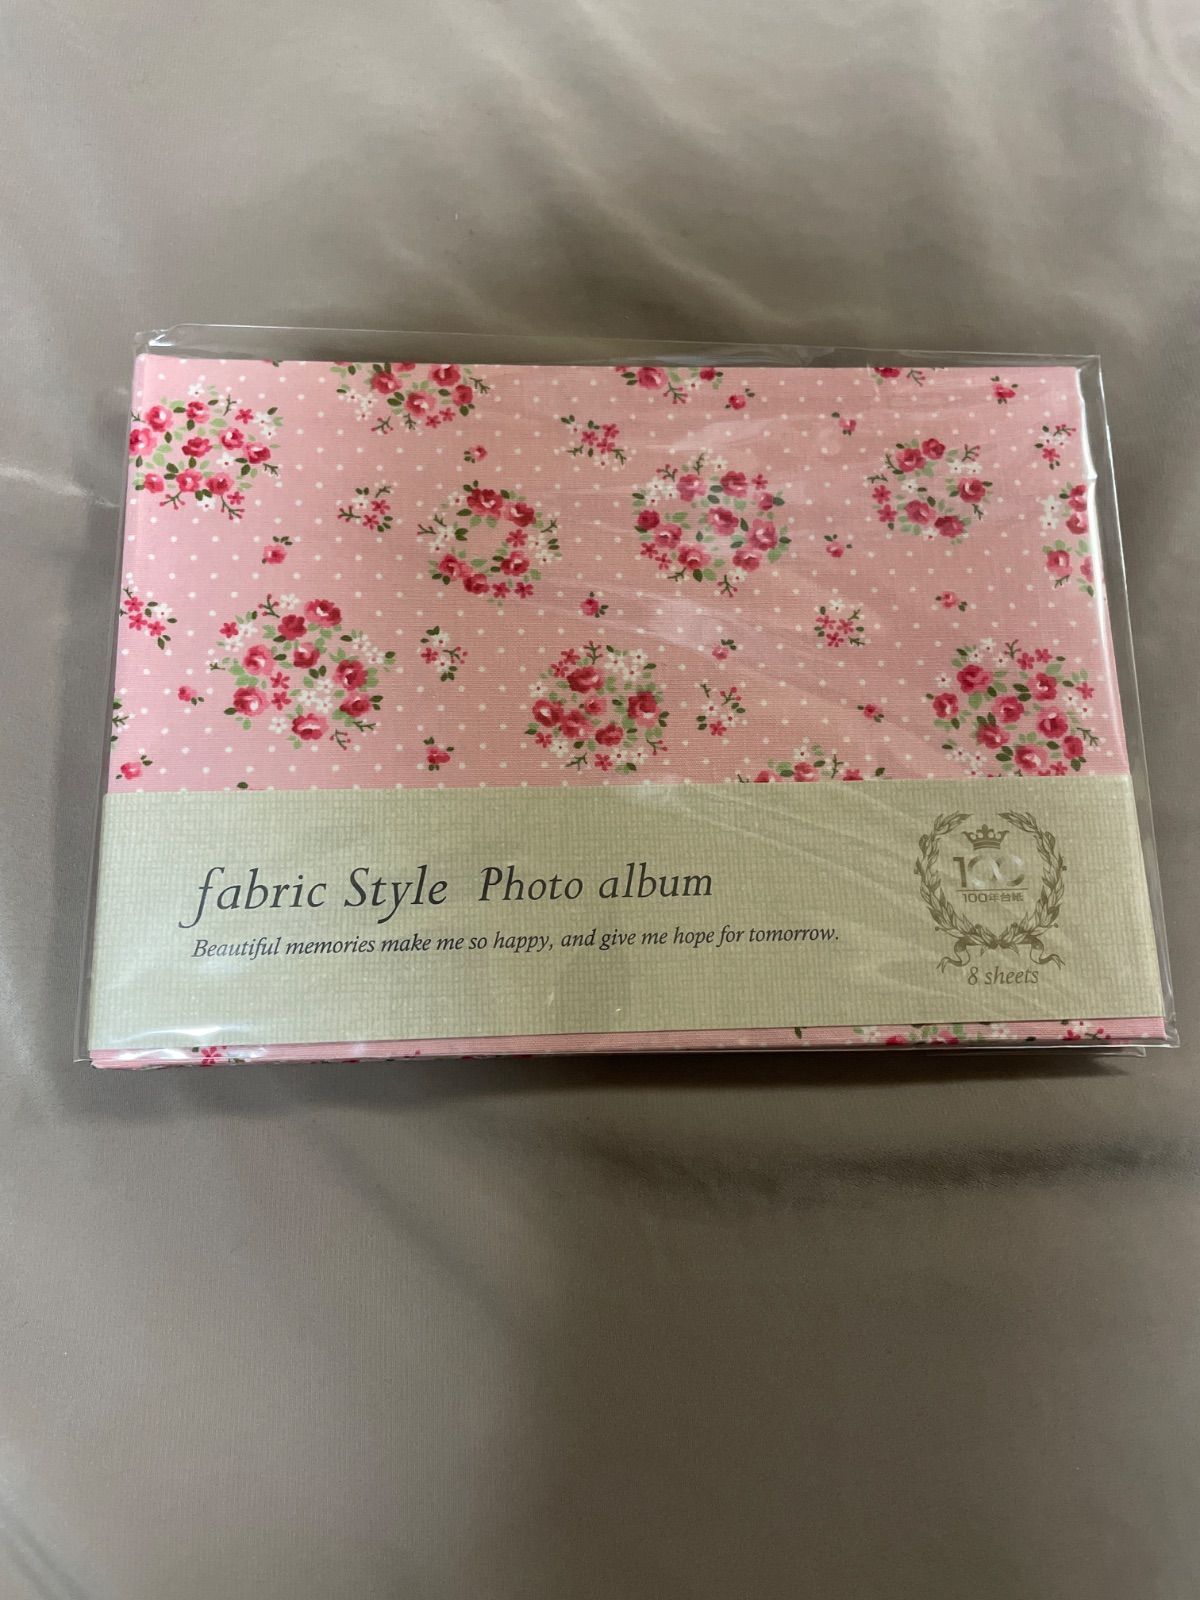 fabric Style Photo album
Beautiful memories make me so happy, and give me hope for tomorrow.
100
100年台紙
8 sheets